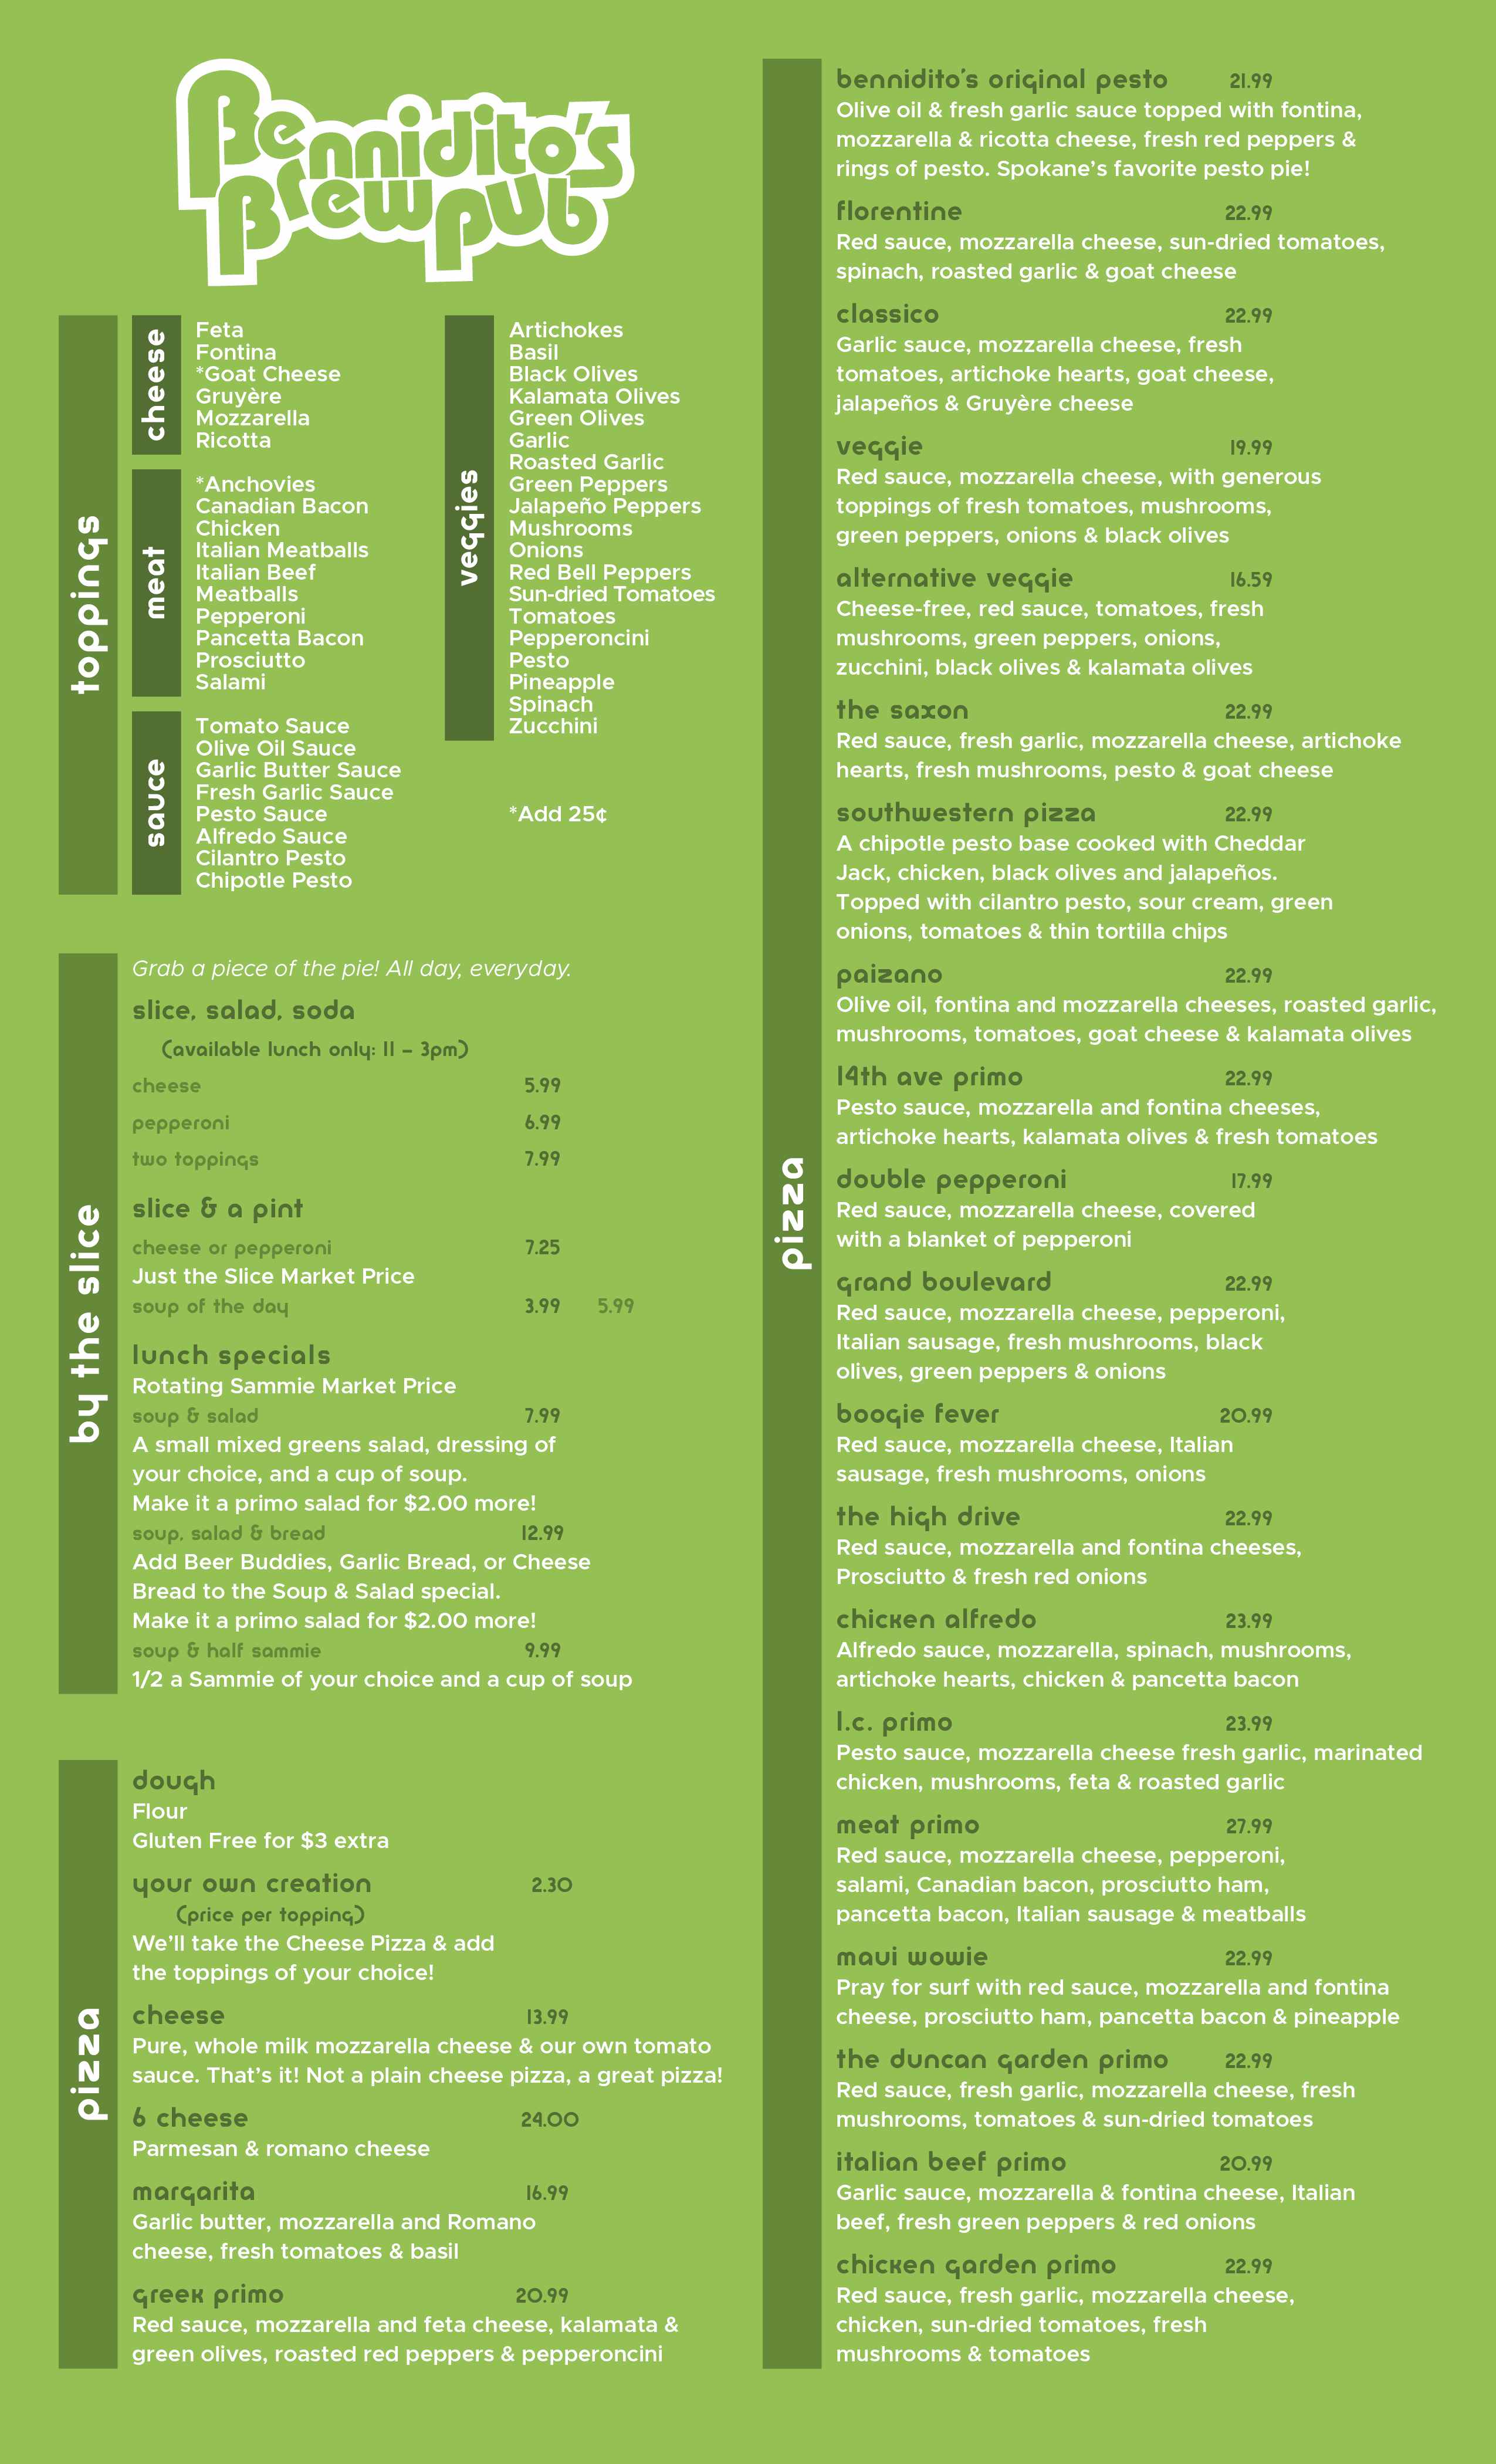 Bennidito's
Brewpub
toppings
cheese
Feta
Fontina
*Goat Cheese
Gruyère
Mozzarella
Ricotta
meat
*Anchovies
Canadian Bacon
Chicken
Italian Meatballs
Italian Beef
Meatballs
Pepperoni
Pancetta Bacon
Prosciutto
Salami
sauce
Tomato Sauce
Olive Oil Sauce
Garlic Butter Sauce
Fresh Garlic Sauce
Pesto Sauce
Alfredo Sauce
Cilantro Pesto
Chipotle Pesto
veggies
Artichokes
Basil
Black Olives
Kalamata Olives
Green Olives
Garlic
Roasted Garlic
Green Peppers
Jalapeño Peppers
Mushrooms
Onions
Red Bell Peppers
Sun-dried Tomatoes
Tomatoes
Pepperoncini
Pesto
Pineapple
Spinach
Zucchini
*Add 25¢
by the slice
Grab a piece of the pie! All day, everyday.
slice, salad, soda
(available lunch only: 11 – 3pm)
cheese 5.99
pepperoni 6.99
two toppings 7.99
slice & a pint
cheese or pepperoni 7.25
Just the Slice Market Price
soup of the day 3.99 5.99
lunch specials
Rotating Sammie Market Price
soup & salad 7.99
A small mixed greens salad, dressing of
your choice, and a cup of soup.
Make it a primo salad for $2.00 more!
soup, salad & bread 12.99
Add Beer Buddies, Garlic Bread, or Cheese
Bread to the Soup & Salad special.
Make it a primo salad for $2.00 more!
soup & half sammie 9.99
1/2 a Sammie of your choice and a cup of soup
pizza
dough
Flour
Gluten Free for $3 extra
your own creation 2.30
(price per topping)
We'll take the Cheese Pizza & add
the toppings of your choice!
cheese 13.99
Pure, whole milk mozzarella cheese & our own tomato
sauce. That's it! Not a plain cheese pizza, a great pizza!
6 cheese 24.00
Parmesan & romano cheese
margarita 16.99
Garlic butter, mozzarella and Romano
cheese, fresh tomatoes & basil
greek primo 20.99
Red sauce, mozzarella and feta cheese, kalamata &
green olives, roasted red peppers & pepperoncini
pizza
bennidito's original pesto 21.99
Olive oil & fresh garlic sauce topped with fontina,
mozzarella & ricotta cheese, fresh red peppers &
rings of pesto. Spokane's favorite pesto pie!
florentine 22.99
Red sauce, mozzarella cheese, sun-dried tomatoes,
spinach, roasted garlic & goat cheese
classico 22.99
Garlic sauce, mozzarella cheese, fresh
tomatoes, artichoke hearts, goat cheese,
jalapeños & Gruyère cheese
veggie 19.99
Red sauce, mozzarella cheese, with generous
toppings of fresh tomatoes, mushrooms,
green peppers, onions & black olives
alternative veggie 16.59
Cheese-free, red sauce, tomatoes, fresh
mushrooms, green peppers, onions,
zucchini, black olives & kalamata olives
the saxon 22.99
Red sauce, fresh garlic, mozzarella cheese, artichoke
hearts, fresh mushrooms, pesto & goat cheese
southwestern pizza 22.99
A chipotle pesto base cooked with Cheddar
Jack, chicken, black olives and jalapeños.
Topped with cilantro pesto, sour cream, green
onions, tomatoes & thin tortilla chips
paizano 22.99
Olive oil, fontina and mozzarella cheeses, roasted garlic,
mushrooms, tomatoes, goat cheese & kalamata olives
14th ave primo 22.99
Pesto sauce, mozzarella and fontina cheeses,
artichoke hearts, kalamata olives & fresh tomatoes
double pepperoni 17.99
Red sauce, mozzarella cheese, covered
with a blanket of pepperoni
grand boulevard 22.99
Red sauce, mozzarella cheese, pepperoni,
Italian sausage, fresh mushrooms, black
olives, green peppers & onions
boogie fever 20.99
Red sauce, mozzarella cheese, Italian
sausage, fresh mushrooms, onions
the high drive 22.99
Red sauce, mozzarella and fontina cheeses,
Prosciutto & fresh red onions
chicken alfredo 23.99
Alfredo sauce, mozzarella, spinach, mushrooms,
artichoke hearts, chicken & pancetta bacon
l.c. primo 23.99
Pesto sauce, mozzarella cheese fresh garlic, marinated
chicken, mushrooms, feta & roasted garlic
meat primo 27.99
Red sauce, mozzarella cheese, pepperoni,
salami, Canadian bacon, prosciutto ham,
pancetta bacon, Italian sausage & meatballs
maui wowie 22.99
Pray for surf with red sauce, mozzarella and fontina
cheese, prosciutto ham, pancetta bacon & pineapple
the duncan garden primo 22.99
Red sauce, fresh garlic, mozzarella cheese, fresh
mushrooms, tomatoes & sun-dried tomatoes
italian beef primo 20.99
Garlic sauce, mozzarella & fontina cheese, Italian
beef, fresh green peppers & red onions
chicken garden primo 22.99
Red sauce, fresh garlic, mozzarella cheese,
chicken, sun-dried tomatoes, fresh
mushrooms & tomatoes